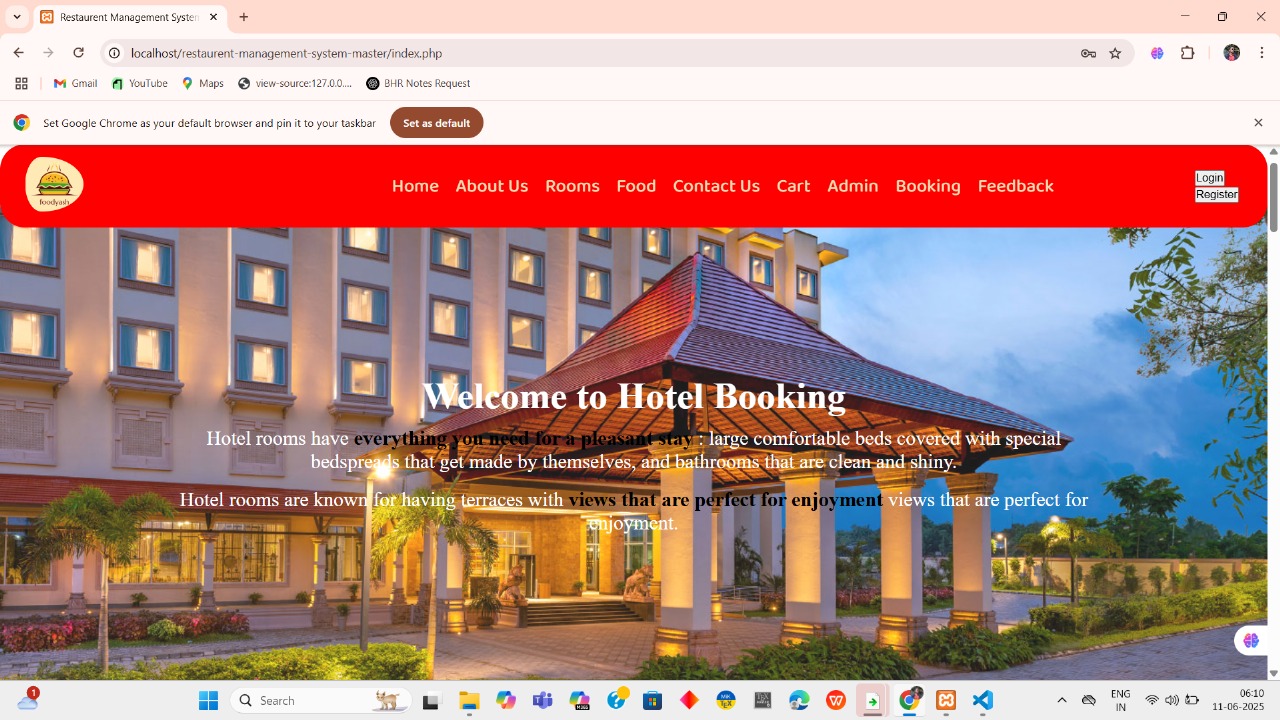 Restaurent Management System
localhost/restaurent-management-system-master/index.php
Gmail
YouTube
Maps
view-source:127.0.0....
BHR Notes Request
Set Google Chrome as your default browser and pin it to your taskbar
Set as default
foodyash
Home
About Us
Rooms
Food
Contact Us
Cart
Admin
Booking
Feedback
Login
Register
Welcome to Hotel Booking
Hotel rooms have everything you need for a pleasant stay : large comfortable beds covered with special
bedspreads that get made by themselves, and bathrooms that are clean and shiny.
Hotel rooms are known for having terraces with views that are perfect for enjoyment views that are perfect for
enjoyment.
1
Search
ENG
IN
06:10
11-06-2025